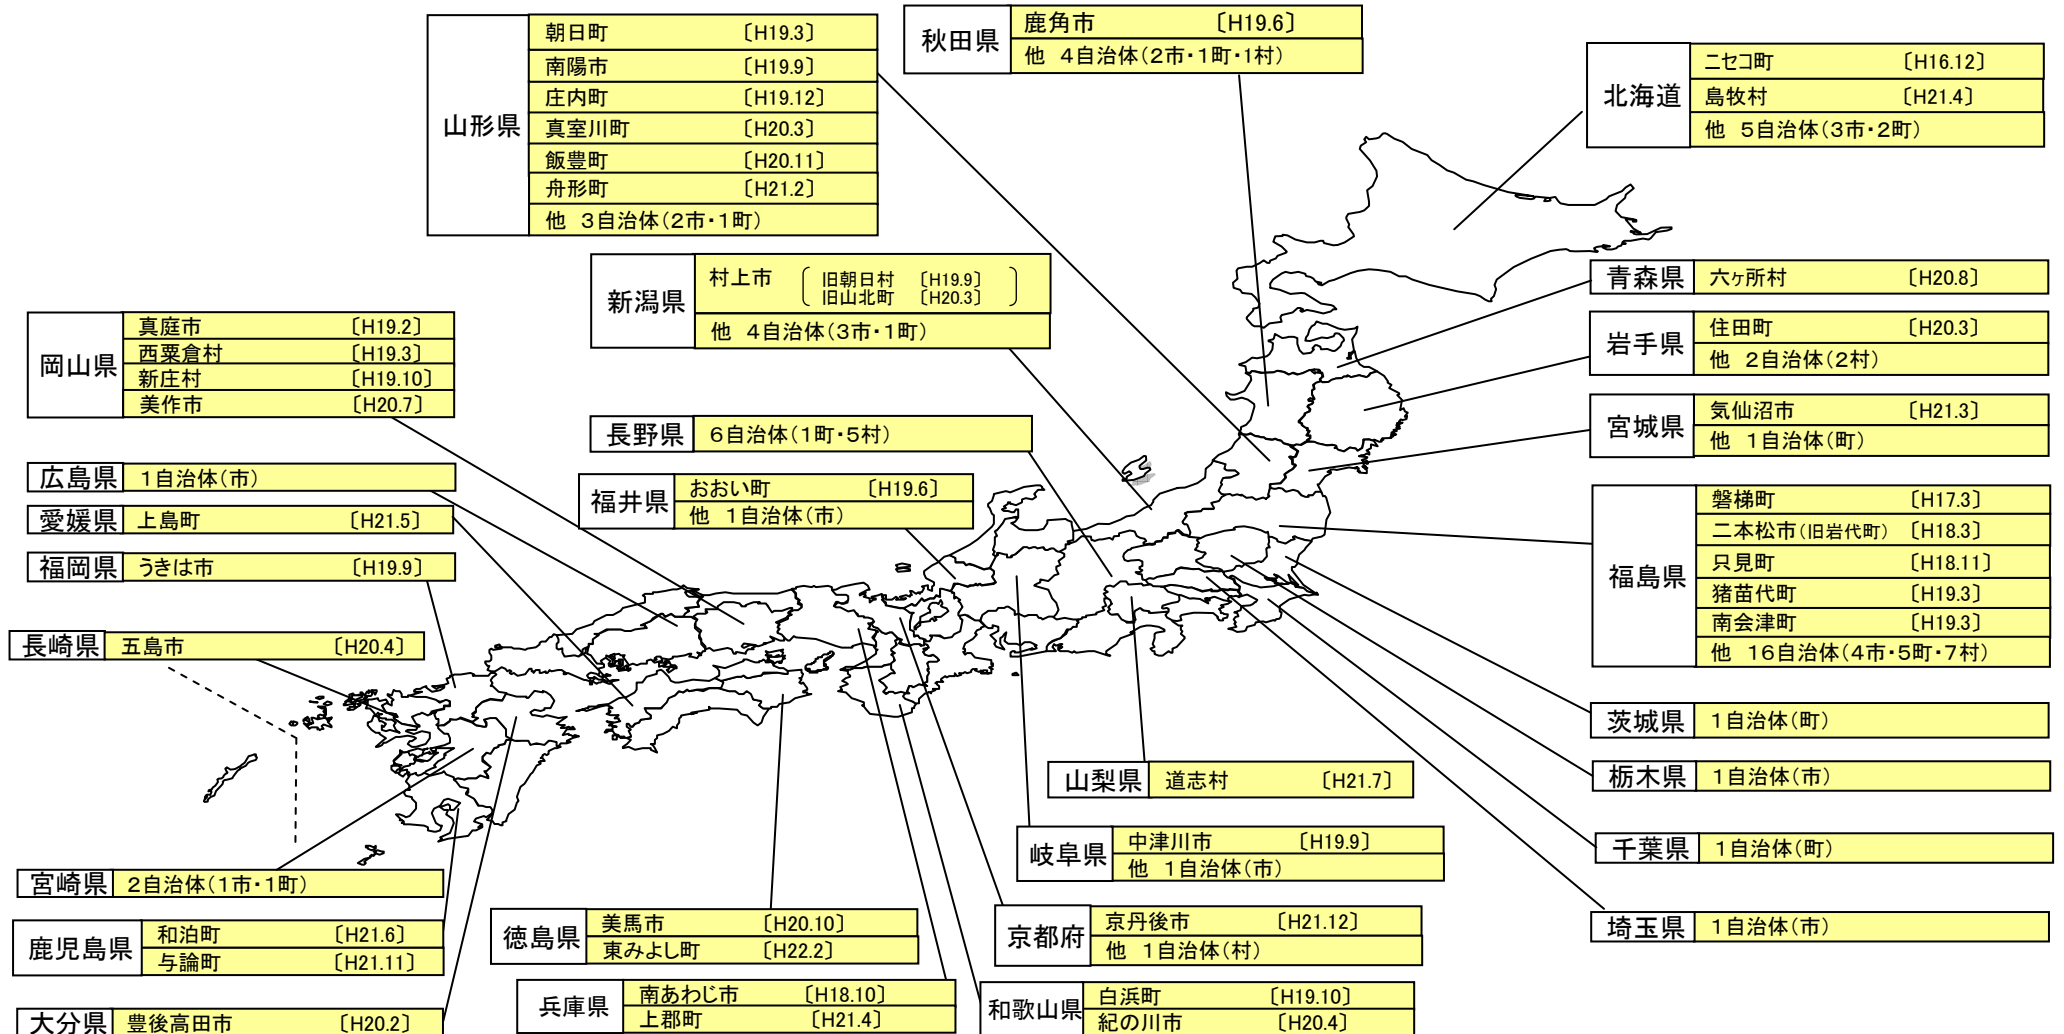 山形県
朝日町 〔H19.3〕
南陽市 〔H19.9〕
庄内町 〔H19.12〕
真室川町 〔H20.3〕
飯豊町 〔H20.11〕
舟形町 〔H21.2〕
他 3自治体(2市・1町)
秋田県
鹿角市 〔H19.6〕
他 4自治体(2市・1町・1村)
北海道
ニセコ町 〔H16.12〕
島牧村 〔H21.4〕
他 5自治体(3市・2町)
新潟県
村上市
旧朝日村 〔H19.9〕
旧山北町 〔H20.3〕
他 4自治体(3市・1町)
青森県
六ヶ所村 〔H20.8〕
岩手県
住田町 〔H20.3〕
他 2自治体(2村)
宮城県
気仙沼市 〔H21.3〕
他 1自治体(町)
岡山県
真庭市 〔H19.2〕
西粟倉村 〔H19.3〕
新庄村 〔H19.10〕
美作市 〔H20.7〕
長野県
6自治体(1町・5村)
広島県
1自治体(市)
愛媛県
上島町 〔H21.5〕
福岡県
うきは市 〔H19.9〕
福井県
おおい町 〔H19.6〕
他 1自治体(市)
福島県
磐梯町 〔H17.3〕
二本松市(旧岩代町) 〔H18.3〕
只見町 〔H18.11〕
猪苗代町 〔H19.3〕
南会津町 〔H19.3〕
他 16自治体(4市・5町・7村)
長崎県
五島市 〔H20.4〕
茨城県
1自治体(町)
栃木県
1自治体(市)
山梨県
道志村 〔H21.7〕
岐阜県
中津川市 〔H19.9〕
他 1自治体(市)
千葉県
1自治体(町)
宮崎県
2自治体(1市・1町)
鹿児島県
和泊町 〔H21.6〕
与論町 〔H21.11〕
徳島県
美馬市 〔H20.10〕
東みよし町 〔H22.2〕
京都府
京丹後市 〔H21.12〕
他 1自治体(村)
埼玉県
1自治体(市)
大分県
豊後高田市 〔H20.2〕
兵庫県
南あわじ市 〔H18.10〕
上郡町 〔H21.4〕
和歌山県
白浜町 〔H19.10〕
紀の川市 〔H20.4〕